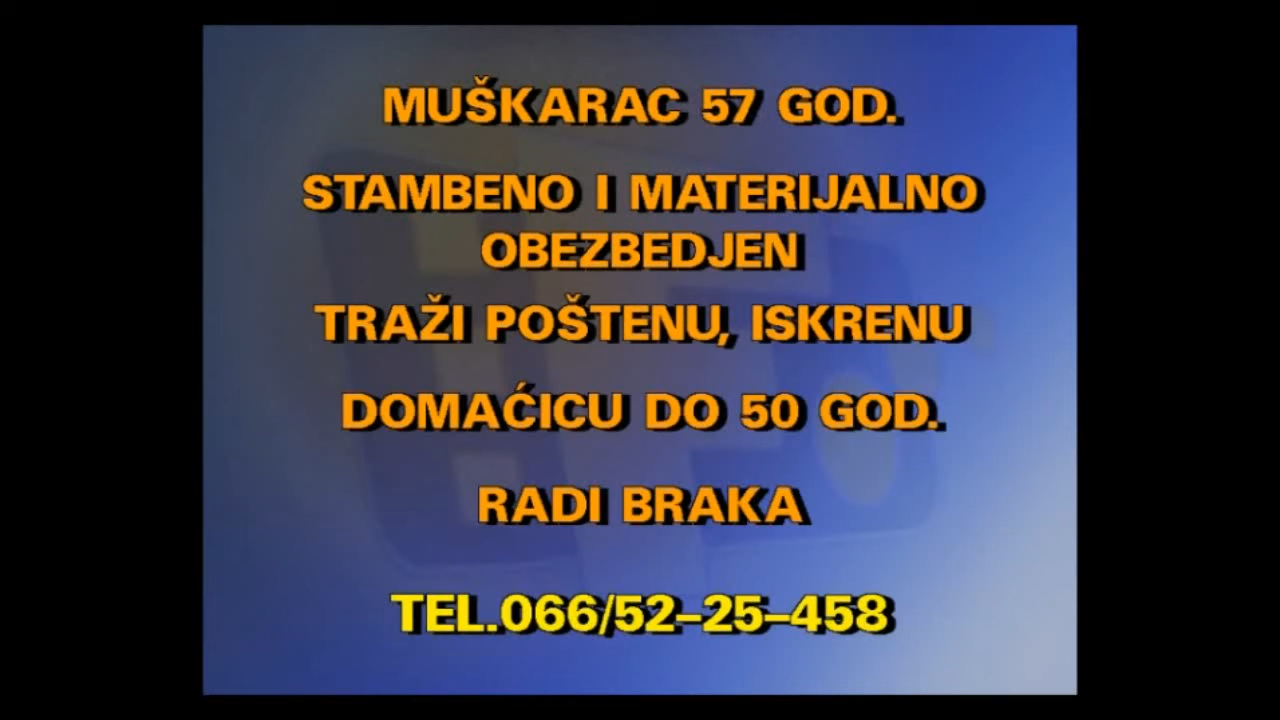 MUŠKARAC 57 GOD.
STAMBENO I MATERIJALNO
OBEZBEDJEN
TRAŽI POŠTENU, ISKRENU
DOMAĆICU DO 50 GOD.
RADI BRAKA
TEL.066/52–25–458